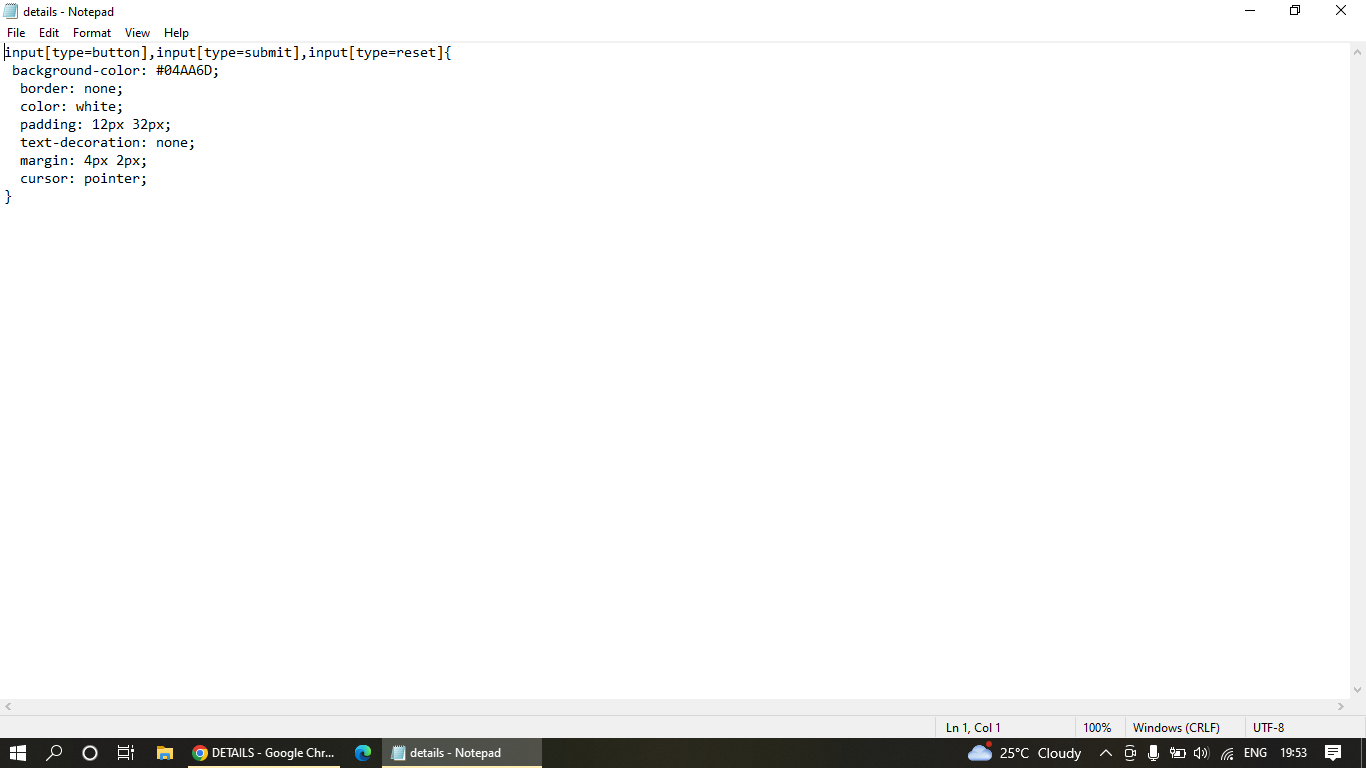 details - Notepad
File Edit Format View Help
input[type=button],input[type=submit],input[type=reset]{
 background-color: #04AA6D;
  border: none;
  color: white;
  padding: 12px 32px;
  text-decoration: none;
  margin: 4px 2px;
  cursor: pointer;
}
Ln 1, Col 1 100% Windows (CRLF) UTF-8
DETAILS - Google Chr... details - Notepad 25°C Cloudy ENG 19:53